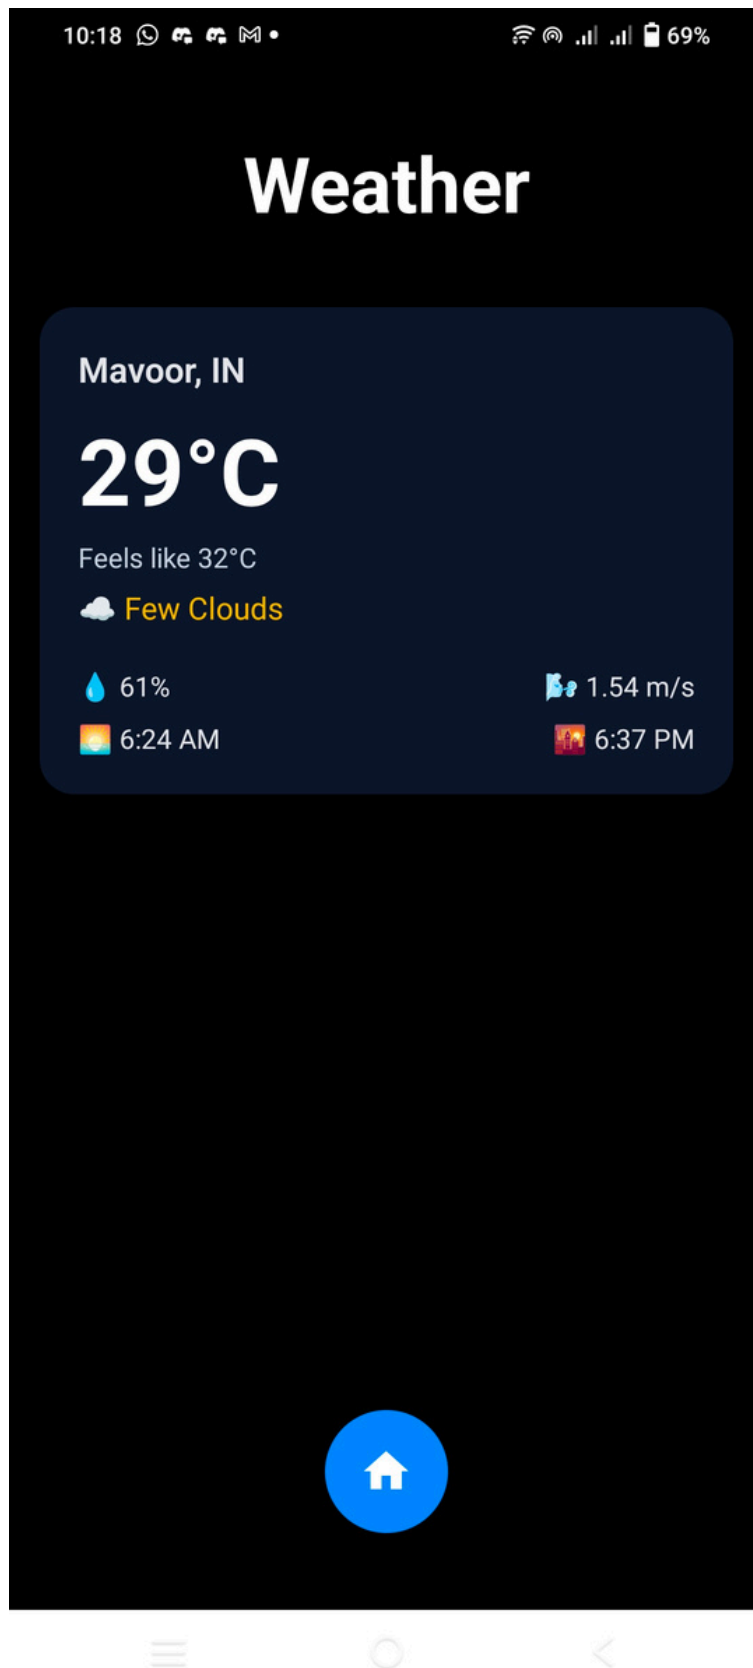 10:18 69%
Weather
Mavoor, IN
29°C
Feels like 32°C
Few Clouds
61% 1.54 m/s
6:24 AM 6:37 PM